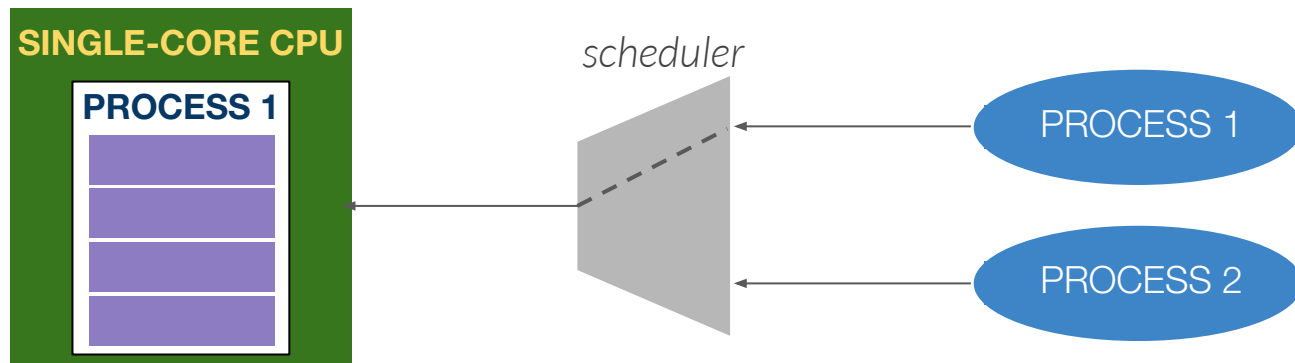 SINGLE-CORE CPU
PROCESS 1
scheduler
PROCESS 1
PROCESS 2